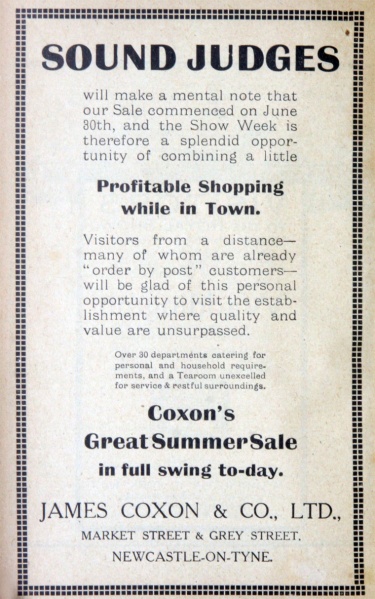 SOUND JUDGES
will make a mental note that
our Sale commenced on June
30th, and the Show Week is
therefore a splendid oppor-
tunity of combining a little
Profitable Shopping
while in Town.
Visitors from a distance—
many of whom are already
"order by post" customers—
will be glad of this personal
opportunity to visit the estab-
lishment where quality and
value are unsurpassed.
Over 30 departments catering for
personal and household require-
ments, and a Tearoom unexcelled
for service & restful surroundings.
Coxon's
Great Summer Sale
in full swing to-day.
JAMES COXON & CO., LTD.,
MARKET STREET & GREY STREET.
NEWCASTLE-ON-TYNE.